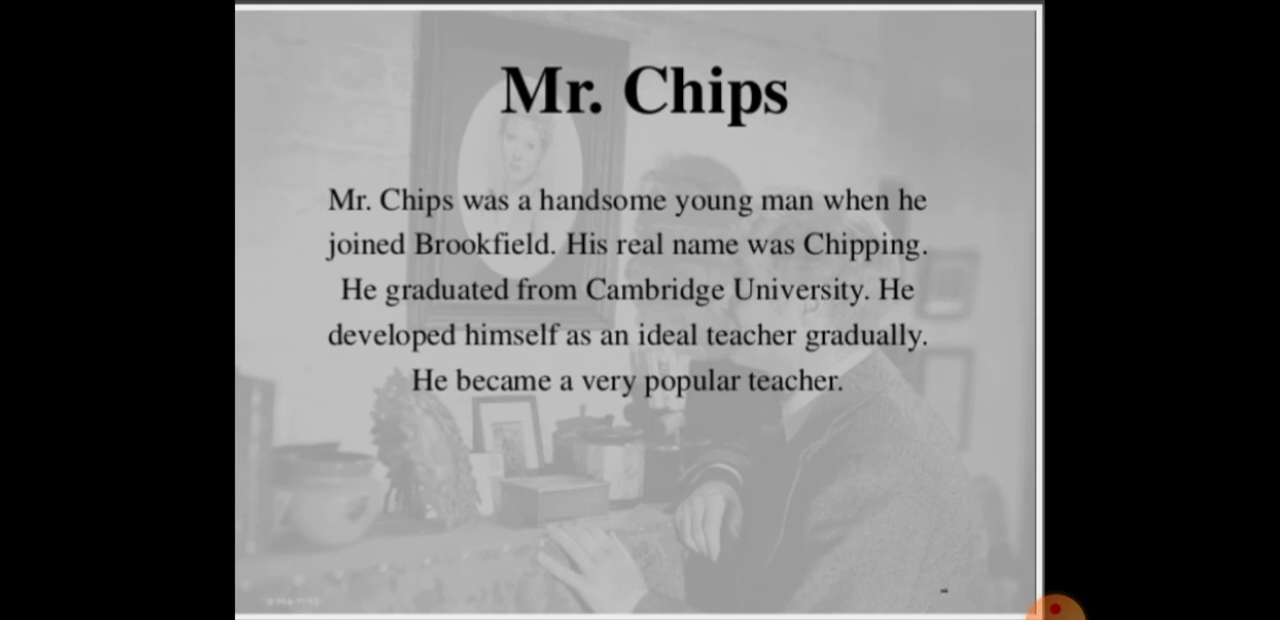 Mr. Chips
Mr. Chips was a handsome young man when he
joined Brookfield. His real name was Chipping.
He graduated from Cambridge University. He
developed himself as an ideal teacher gradually.
He became a very popular teacher.